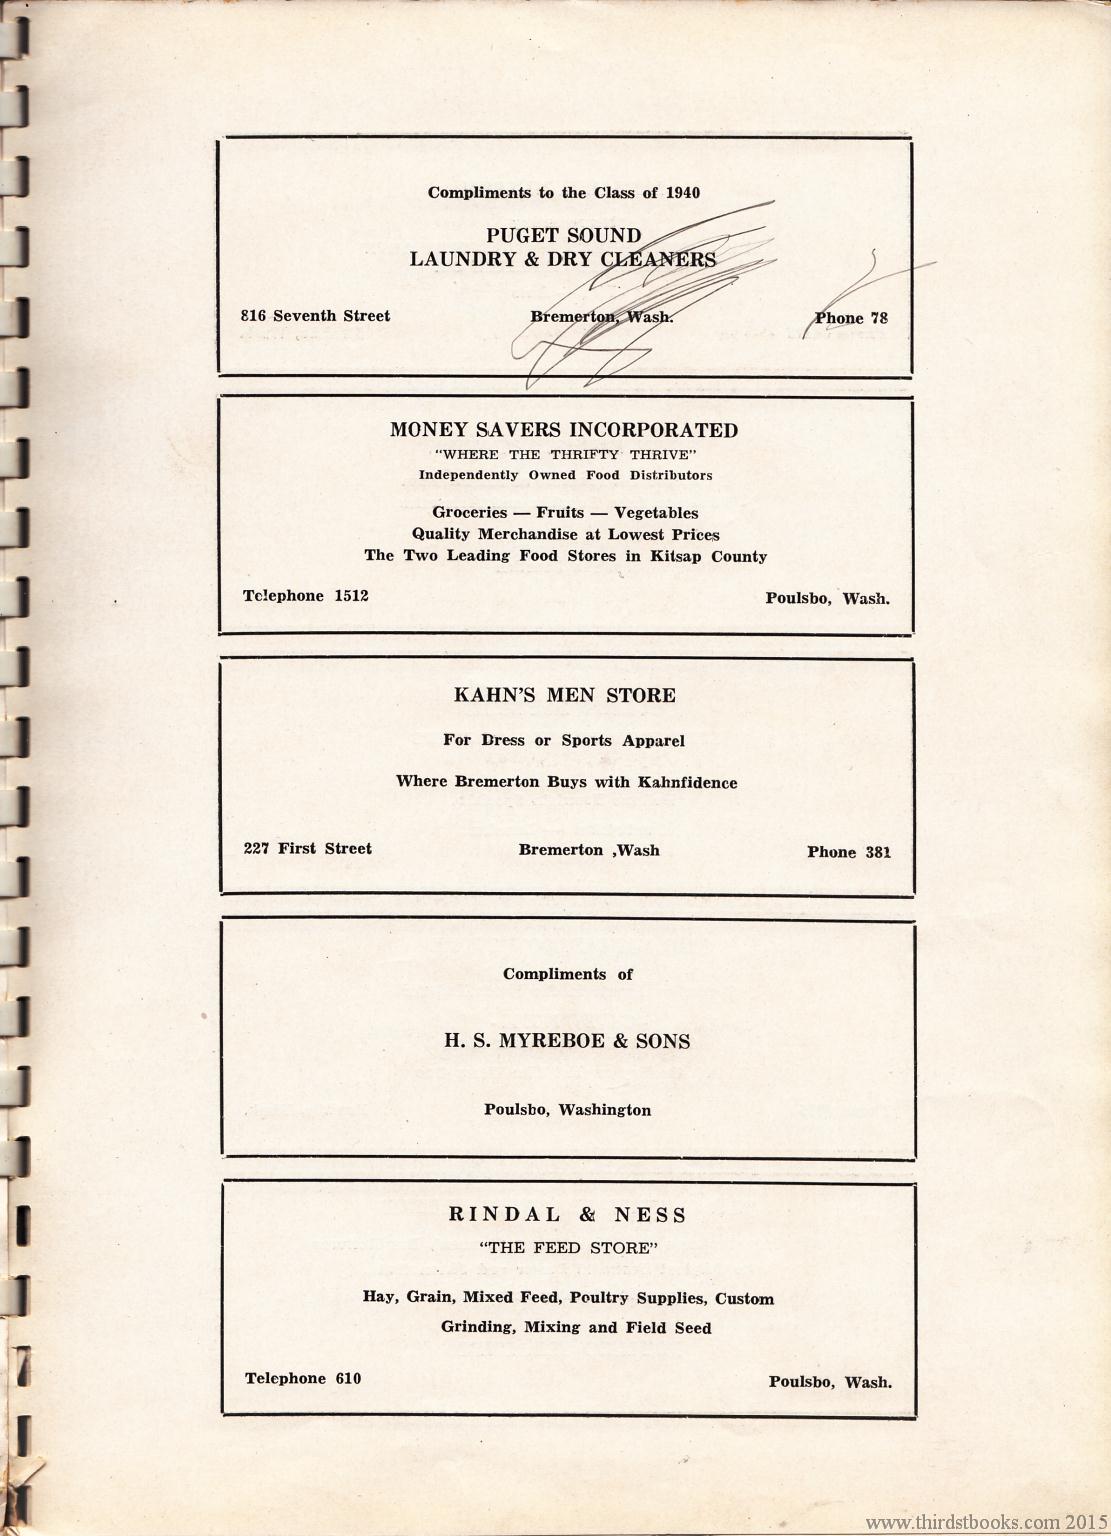 Compliments to the Class of 1940
PUGET SOUND
LAUNDRY & DRY CLEANERS
816 Seventh Street Bremerton, Wash. Phone 78
MONEY SAVERS INCORPORATED
"WHERE THE THRIFTY THRIVE"
Independently Owned Food Distributors
Groceries — Fruits — Vegetables
Quality Merchandise at Lowest Prices
The Two Leading Food Stores in Kitsap County
Telephone 1512 Poulsbo, Wash.
KAHN'S MEN STORE
For Dress or Sports Apparel
Where Bremerton Buys with Kahnfidence
227 First Street Bremerton ,Wash Phone 381
Compliments of
H. S. MYREBOE & SONS
Poulsbo, Washington
RINDAL & NESS
"THE FEED STORE"
Hay, Grain, Mixed Feed, Poultry Supplies, Custom
Grinding, Mixing and Field Seed
Telephone 610 Poulsbo, Wash.
www.thirdstbooks.com 2015